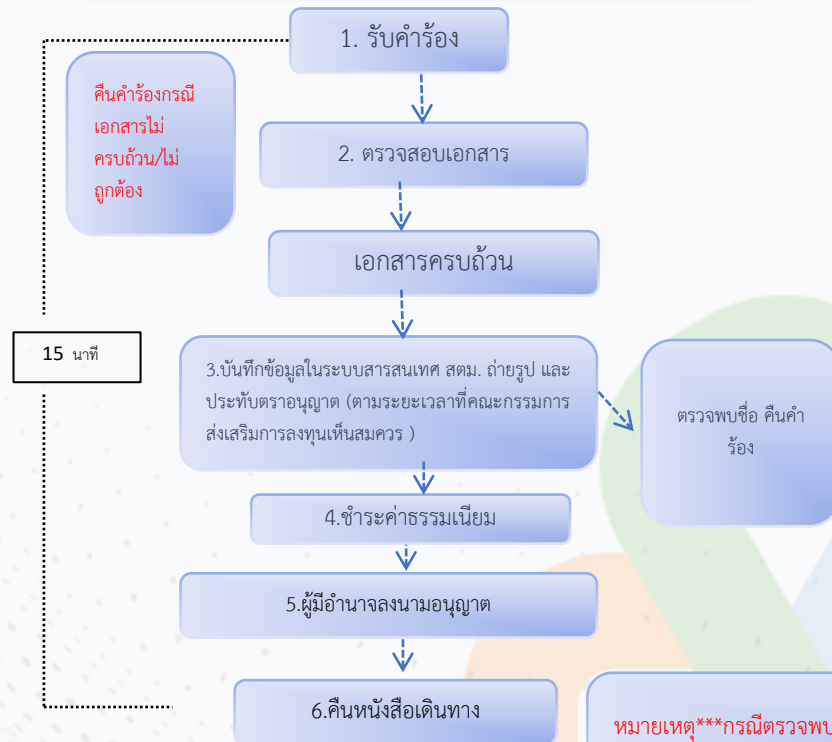 1. รับคำร้อง
คืนคำร้องกรณี
เอกสารไม่
ครบถ้วน/ไม่
ถูกต้อง
2. ตรวจสอบเอกสาร
เอกสารครบถ้วน
15 นาที
3.บันทึกข้อมูลในระบบสารสนเทศ สตม. ถ่ายรูป และ
ประทับตราอนุญาต (ตามระยะเวลาที่คณะกรรมการ
ส่งเสริมการลงทุนเห็นสมควร )
ตรวจพบชื่อ คืนคำ
ร้อง
4.ชำระค่าธรรมเนียม
5.ผู้มีอำนาจลงนามอนุญาต
6.คืนหนังสือเดินทาง
หมายเหตุ***กรณีตรวจพบ